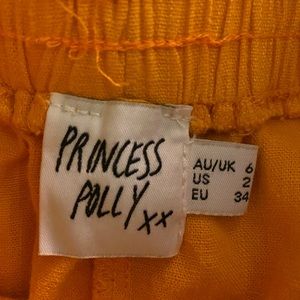 PRINCESS
POLLY xx
AU/UK 6
US 2
EU 34